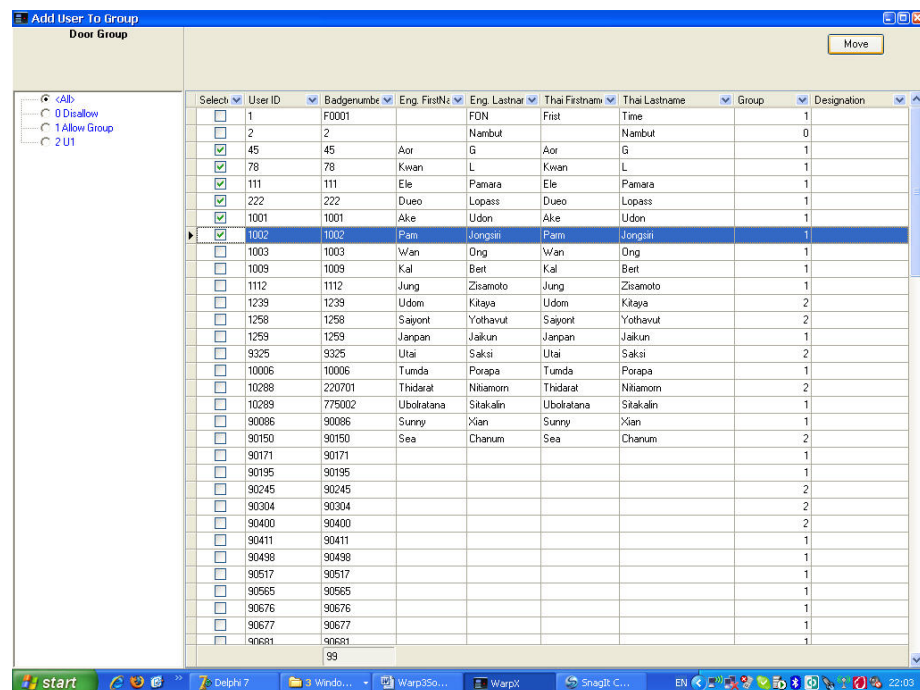 Add User To Group
Door Group
Move
<All>
0 Disallow
1 Allow Group
2 U1
Select User ID Badgenumbe Eng. FirstNa Eng. Lastnar Thai Firstnam Thai Lastname Group Designation
1 F0001 FON Frist Time 1
2 2 Nambut Nambut 0
45 45 Aor G Aor G 1
78 78 Kwan L Kwan L 1
111 111 Ele Pamara Ele Pamara 1
222 222 Dueo Lopass Dueo Lopass 1
1001 1001 Ake Udon Ake Udon 1
1002 1002 Pam Jongsiri Parm Jongsiri 1
1003 1003 Wan Ong Wan Ong 1
1009 1009 Kal Bert Kal Bert 1
1112 1112 Jung Zisamoto Jung Zisamoto 1
1239 1239 Udom Kitaya Udom Kitaya 2
1258 1258 Saiyont Yothavut Saiyont Yothavut 2
1259 1259 Janpan Jaikun Janpan Jaikun 1
9325 9325 Utai Saksi Utai Saksi 2
10006 10006 Tumda Porapa Tumda Porapa 1
10288 220701 Thidarat Nitiamorn Thidarat Nitiamorn 2
10289 775002 Ubolratana Sitakalin Ubolratana Sitakalin 1
90086 90086 Sunny Xian Sunny Xian 1
90150 90150 Sea Chanum Sea Chanum 2
90171 90171 1
90195 90195 1
90245 90245 2
90304 90304 2
90400 90400 2
90411 90411 1
90498 90498 1
90517 90517 1
90565 90565 1
90676 90676 1
90677 90677 1
90681 90681 1
99
start Delphi 7 3 Windo... Warp3So... WarpX SnagIt C... EN 22:03